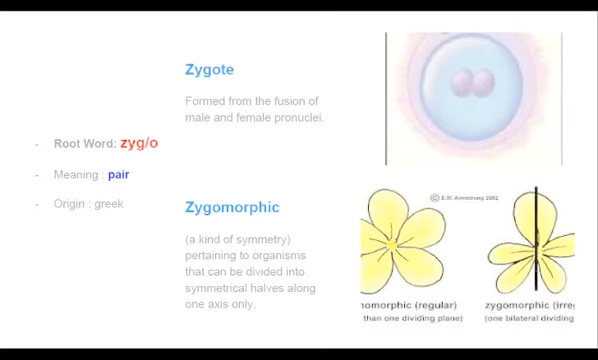 - Root Word: zyg/o
- Meaning : pair
- Origin : greek
Zygote
Formed from the fusion of
male and female pronuclei.
Zygomorphic
(a kind of symmetry)
pertaining to organisms
that can be divided into
symmetrical halves along
one axis only.
© E.M. Armstrong 2002
nomorphic (regular)
than one dividing plane)
zygomorphic (irre
(one bilateral dividing